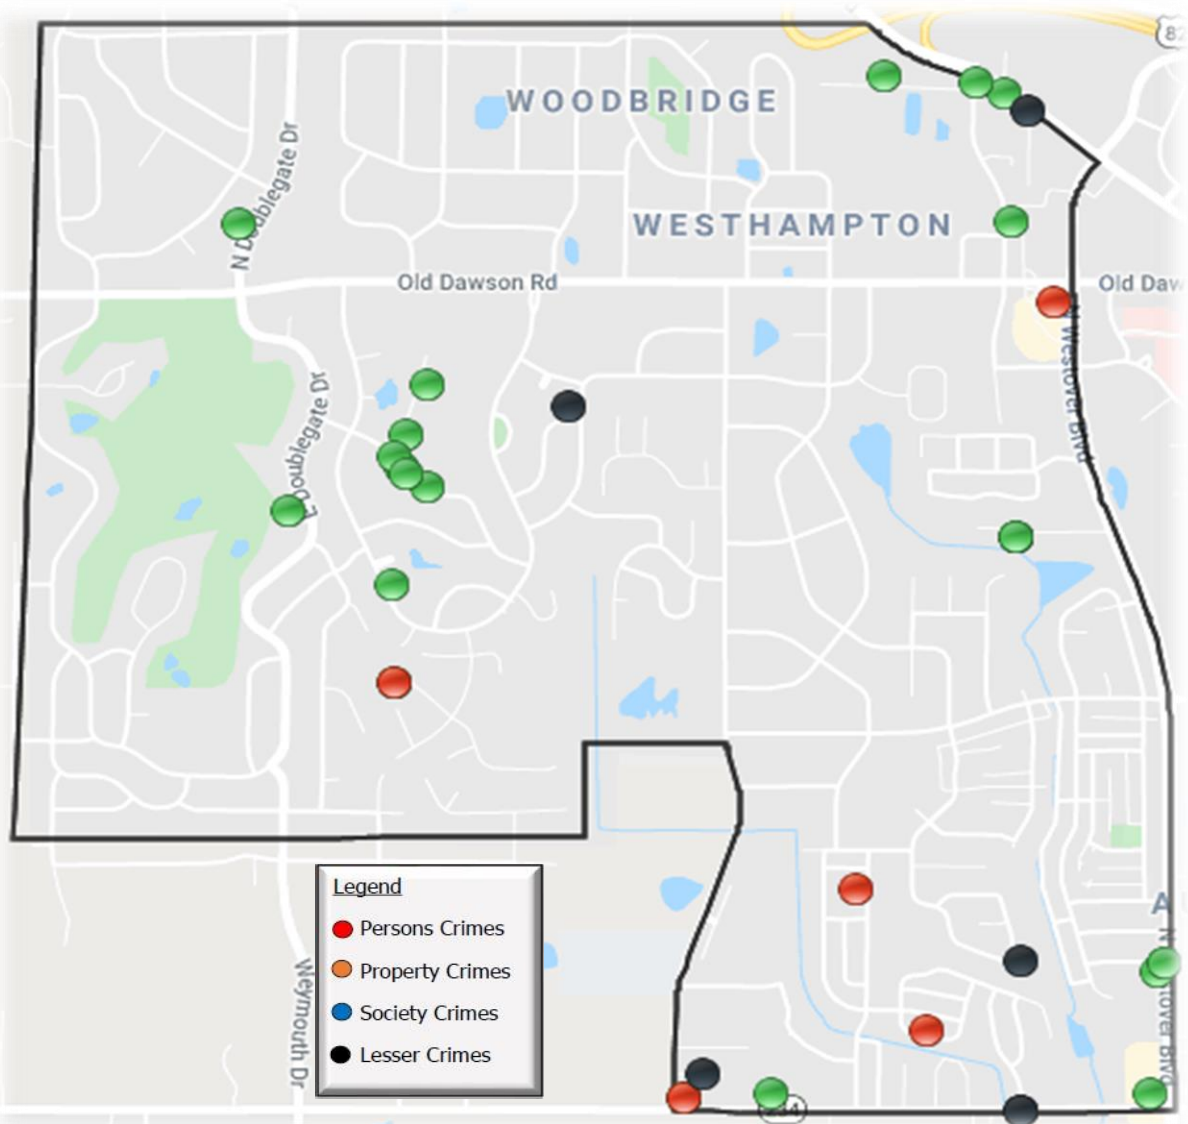 82
WOODBRIDGE
N Doublegate Dr
WESTHAMPTON
Old Dawson Rd
Old Daw
N Westover Blvd
E Doublegate Dr
Legend
Persons Crimes
Property Crimes
Society Crimes
Lesser Crimes
A
Weymouth Dr